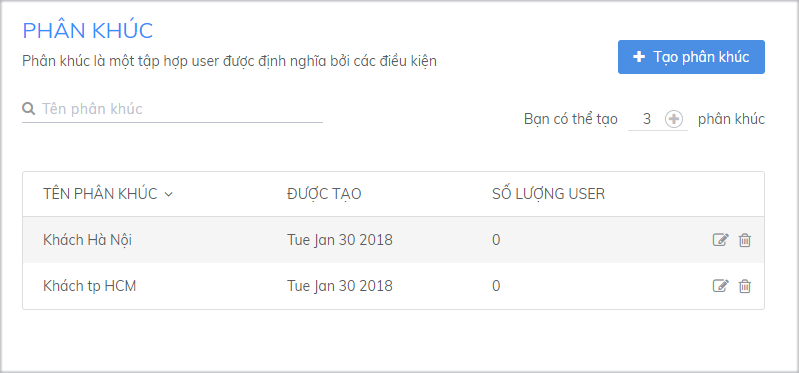 PHÂN KHÚC
Phân khúc là một tập hợp user được định nghĩa bởi các điều kiện
Tạo phân khúc
Tên phân khúc
Bạn có thể tạo 3 phân khúc
TÊN PHÂN KHÚC ĐƯỢC TẠO SỐ LƯỢNG USER
Khách Hà Nội Tue Jan 30 2018 0
Khách tp HCM Tue Jan 30 2018 0